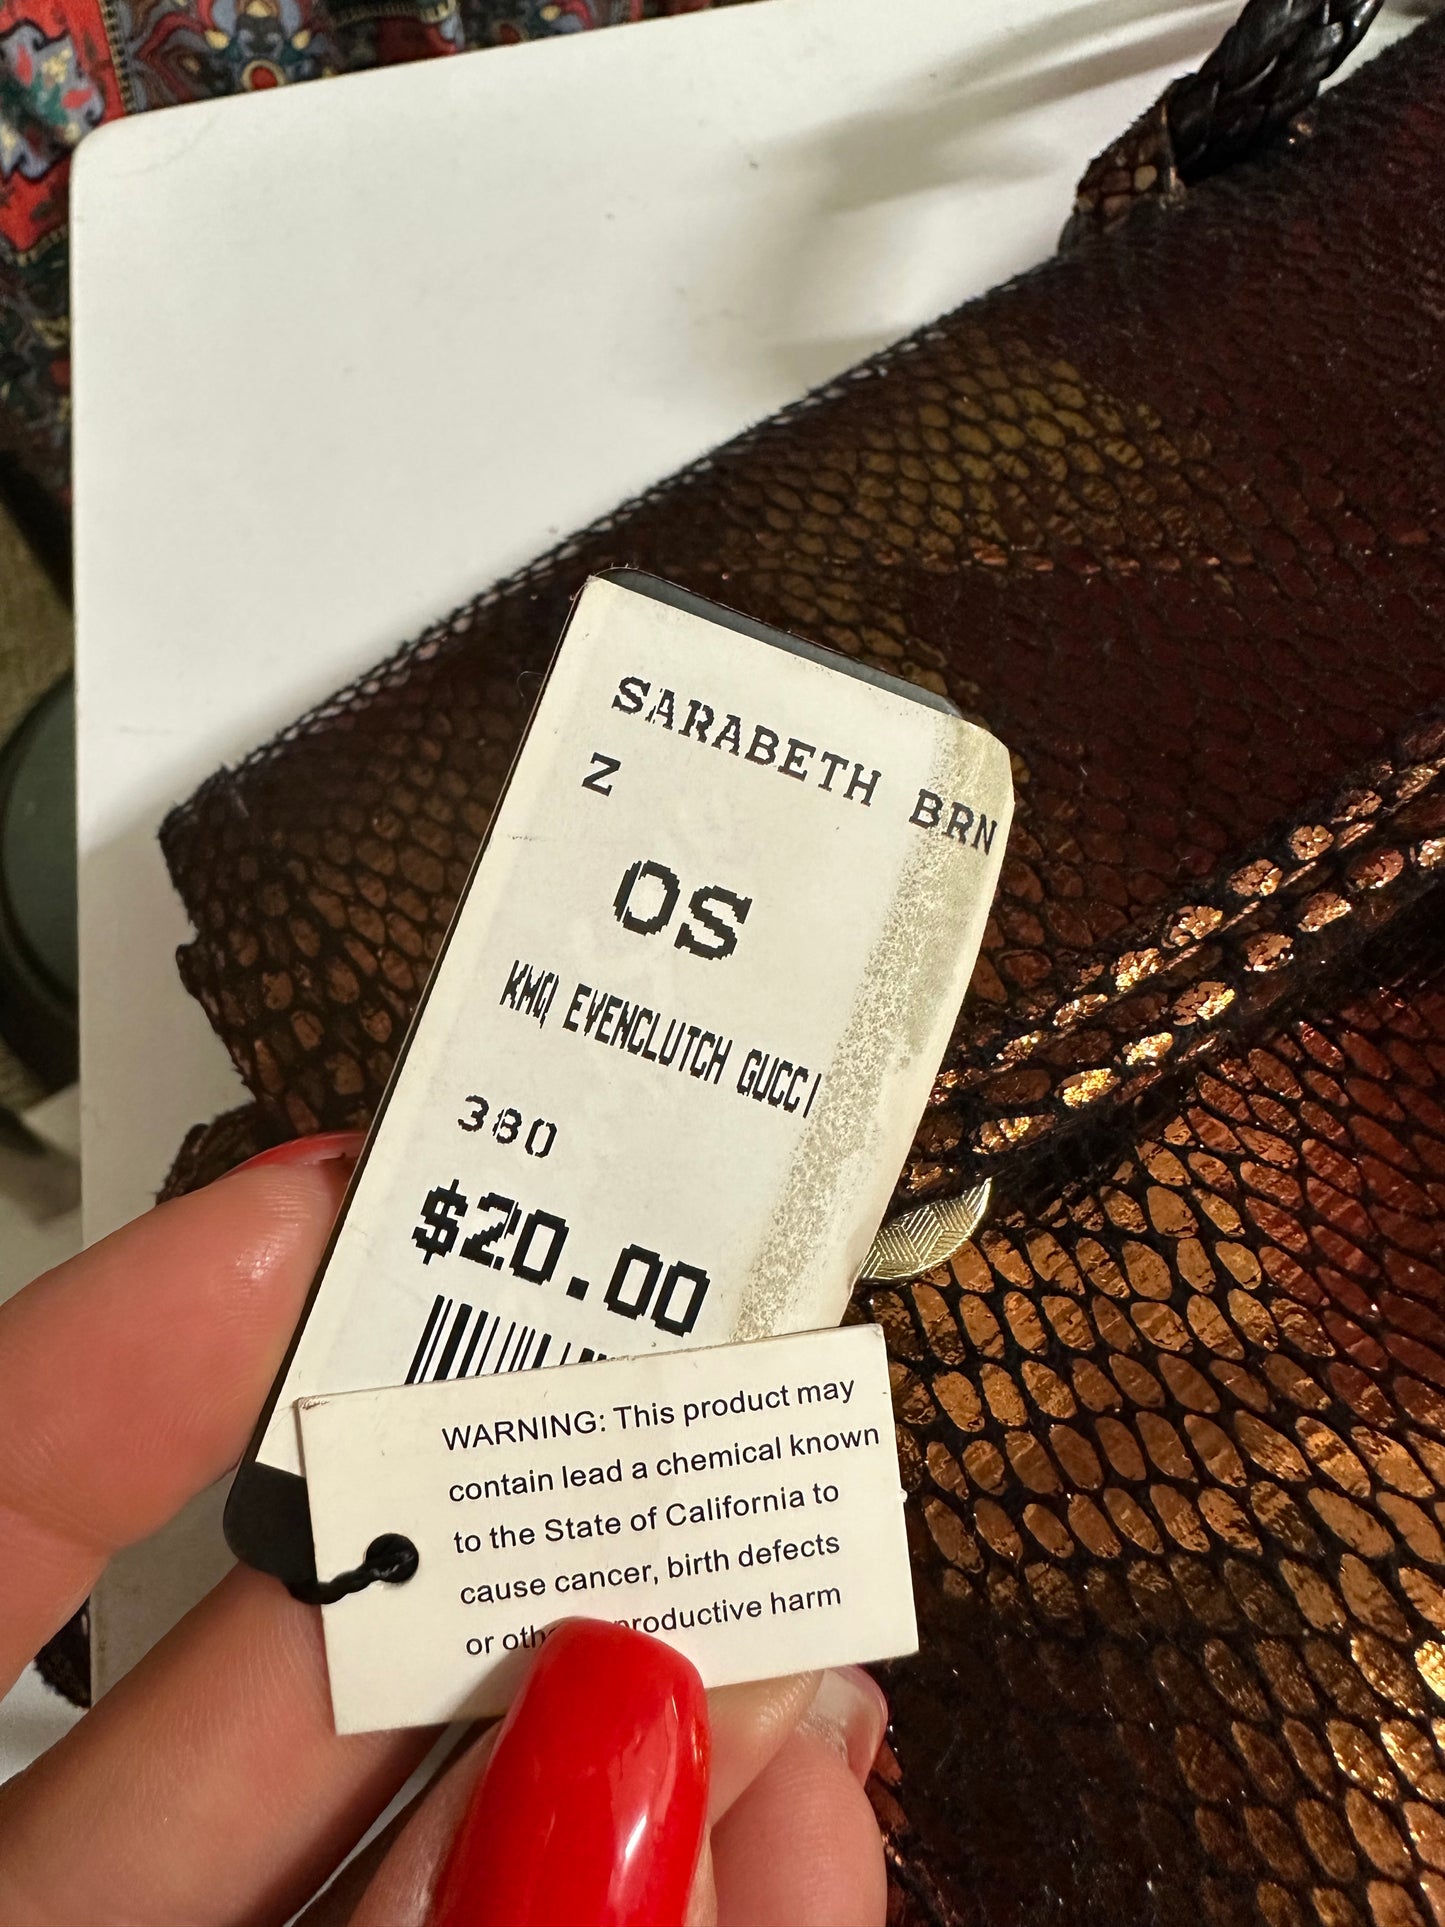 SARABETH BRN
Z
OS
KMQ EVENCLUTCH GUCCI
380
$20.00
WARNING: This product may
contain lead a chemical known
to the State of California to
cause cancer, birth defects
or harm